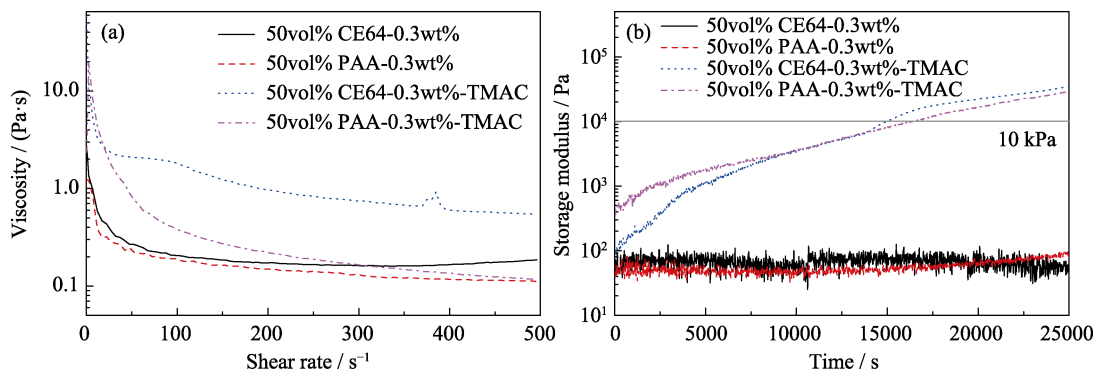 (a)
50vol% CE64-0.3wt%
50vol% PAA-0.3wt%
50vol% CE64-0.3wt%-TMAC
50vol% PAA-0.3wt%-TMAC
Viscosity / (Pa·s)
10.0
1.0
0.1
0
100
200
300
400
500
Shear rate / s⁻¹
(b)
50vol% CE64-0.3wt%
50vol% PAA-0.3wt%
50vol% CE64-0.3wt%-TMAC
50vol% PAA-0.3wt%-TMAC
10 kPa
Storage modulus / Pa
10⁵
10⁴
10³
10²
10¹
0
5000
10000
15000
20000
25000
Time / s